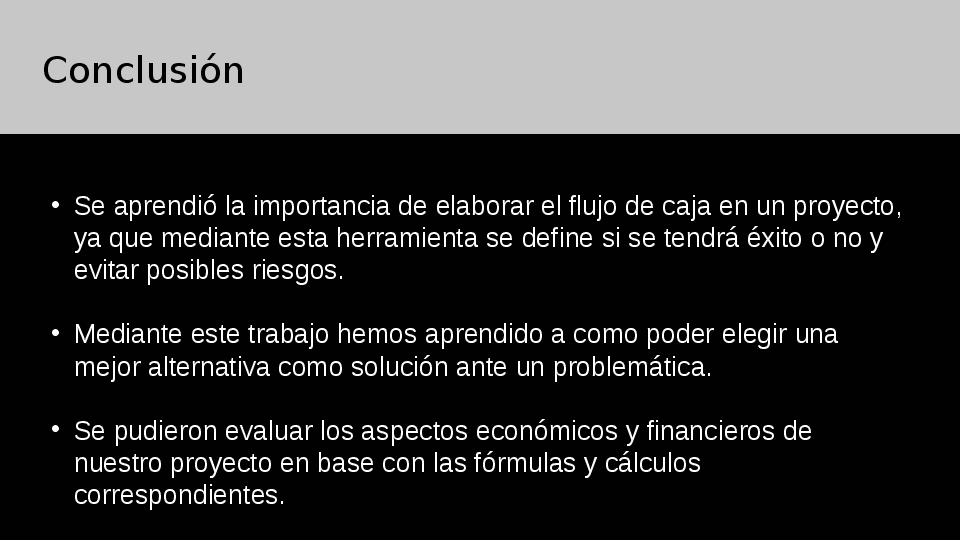 Conclusión
• Se aprendió la importancia de elaborar el flujo de caja en un proyecto,
ya que mediante esta herramienta se define si se tendrá éxito o no y
evitar posibles riesgos.
• Mediante este trabajo hemos aprendido a como poder elegir una
mejor alternativa como solución ante un problemática.
• Se pudieron evaluar los aspectos económicos y financieros de
nuestro proyecto en base con las fórmulas y cálculos
correspondientes.